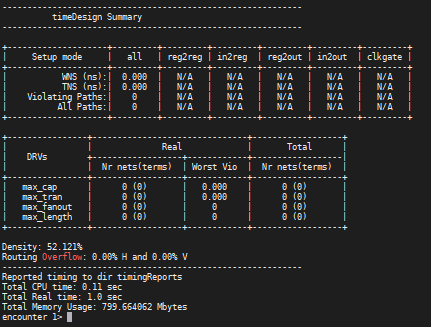 ------------------------------------------------------------
          timeDesign Summary
------------------------------------------------------------
+--------------------+---------+---------+---------+---------+---------+---------+
|     Setup mode     |   all   | reg2reg | in2reg  | reg2out | in2out  | clkgate |
+--------------------+---------+---------+---------+---------+---------+---------+
|           WNS (ns):|  0.000  |   N/A   |   N/A   |   N/A   |   N/A   |   N/A   |
|           TNS (ns):|  0.000  |   N/A   |   N/A   |   N/A   |   N/A   |   N/A   |
|    Violating Paths:|    0    |   N/A   |   N/A   |   N/A   |   N/A   |   N/A   |
|          All Paths:|    0    |   N/A   |   N/A   |   N/A   |   N/A   |   N/A   |
+--------------------+---------+---------+---------+---------+---------+---------+
+----------------+-------------------------------+------------------+
|                |              Real             |       Total      |
|    DRVs        +------------------+------------+------------------|
|                |  Nr nets(terms)  | Worst Vio  |  Nr nets(terms)  |
+----------------+------------------+------------+------------------+
|   max_cap      |      0 (0)       |   0.000    |      0 (0)       |
|   max_tran     |      0 (0)       |   0.000    |      0 (0)       |
|   max_fanout   |      0 (0)       |     0      |      0 (0)       |
|   max_length   |      0 (0)       |     0      |      0 (0)       |
+----------------+------------------+------------+------------------+
Density: 52.121%
Routing Overflow: 0.00% H and 0.00% V
------------------------------------------------------------
Reported timing to dir timingReports
Total CPU time: 0.11 sec
Total Real time: 1.0 sec
Total Memory Usage: 799.664062 Mbytes
encounter 1>